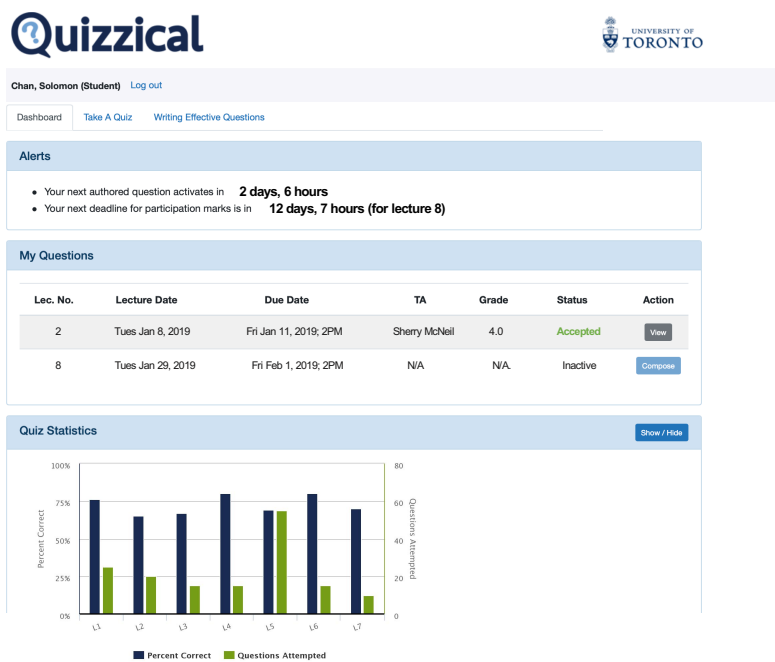 Quizzical
UNIVERSITY OF
TORONTO
Chan, Solomon (Student) Log out
Dashboard Take A Quiz Writing Effective Questions
Alerts
• Your next authored question activates in 2 days, 6 hours
• Your next deadline for participation marks is in 12 days, 7 hours (for lecture 8)
My Questions
Lec. No. Lecture Date Due Date TA Grade Status Action
2 Tues Jan 8, 2019 Fri Jan 11, 2019; 2PM Sherry McNeil 4.0 Accepted View
8 Tues Jan 29, 2019 Fri Feb 1, 2019; 2PM N/A N/A. Inactive Compose
Quiz Statistics Show / Hide
100% 80
75% 60
50% 40
25% 20
0% 0
Percent Correct
Questions Attempted
L1 L2 L3 L4 L5 L6 L7
Percent Correct Questions Attempted